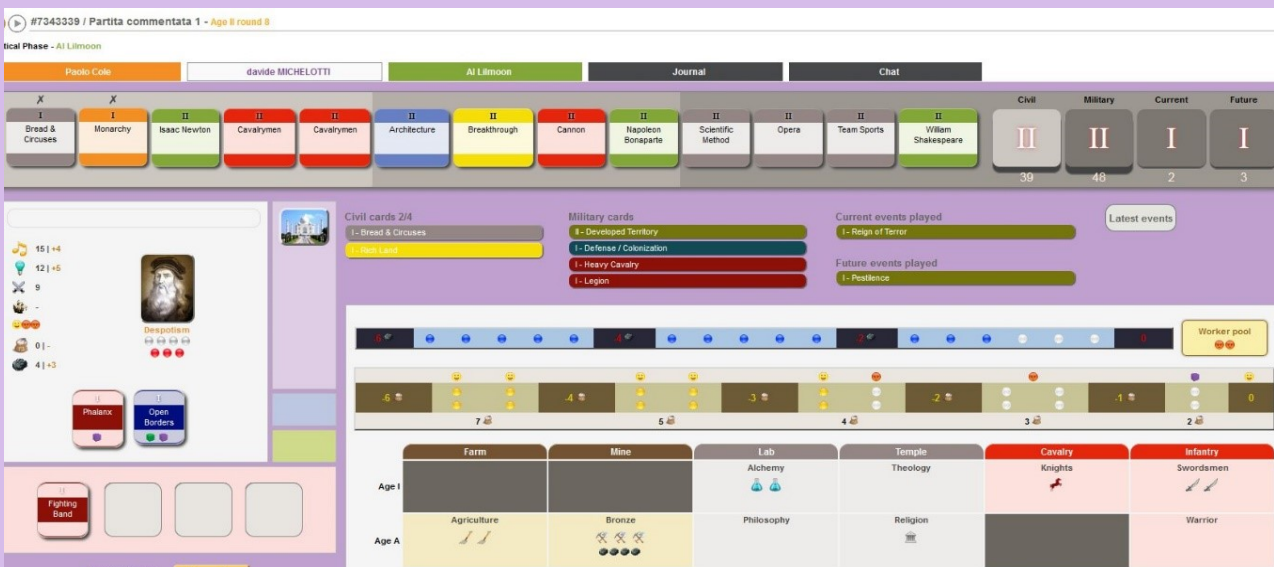 #7343339 / Partita commentata 1 - Age II round 8
tical Phase - Al Lilmoon
Paolo Cole
davide MICHELOTTI
Al Lilmoon
Journal
Chat
✗ ✗
I Bread & Circuses
I Monarchy
II Isaac Newton
II Cavalrymen
II Cavalrymen
II Architecture
II Breakthrough
II Cannon
II Napoleon Bonaparte
II Scientific Method
II Opera
II Team Sports
II William Shakespeare
Civil Military Current Future
II II I I
39 48 2 3
15 | +4
12 | +5
9
-
Despotism
0 | -
4 | +3
I Phalanx
I Open Borders
Fighting Band
Civil cards 2/4
I - Bread & Circuses
I - Rich Land
Military cards
II - Developed Territory
I - Defense / Colonization
I - Heavy Cavalry
I - Legion
Current events played
I - Reign of Terror
Future events played
I - Pestilence
Latest events
-6 -4 -2 0
Worker pool
-6 -4 -3 -2 -1 0
7 5 4 3 2
Farm Mine Lab Temple Cavalry Infantry
Age I Alchemy Theology Knights Swordsmen
Age A Agriculture Bronze Philosophy Religion Warrior